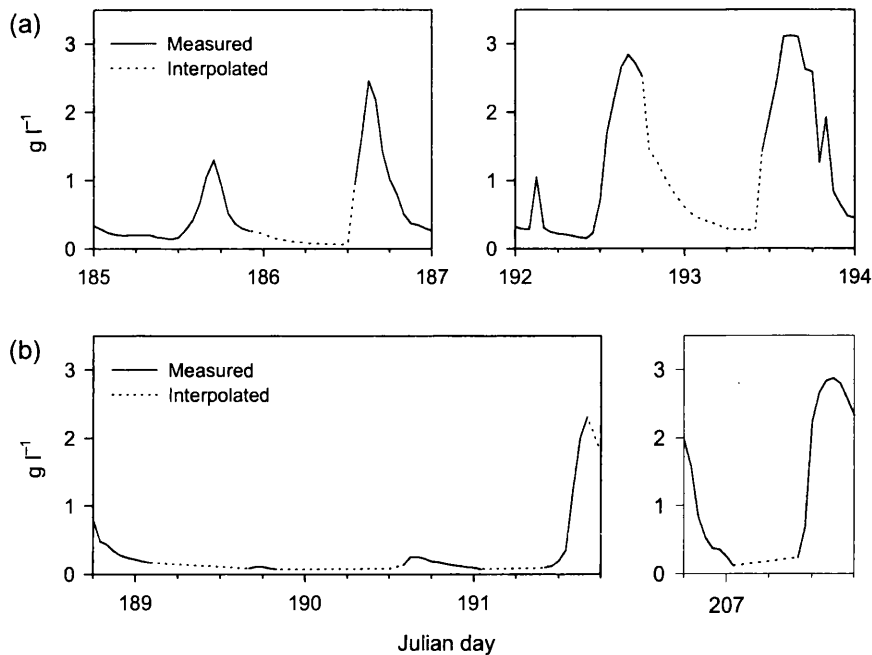 (a)
g l⁻¹
3
2
1
0
Measured
Interpolated
185 186 187
3
2
1
0
192 193 194
(b)
g l⁻¹
3
2
1
0
Measured
Interpolated
189 190 191
3
2
1
0
207
Julian day